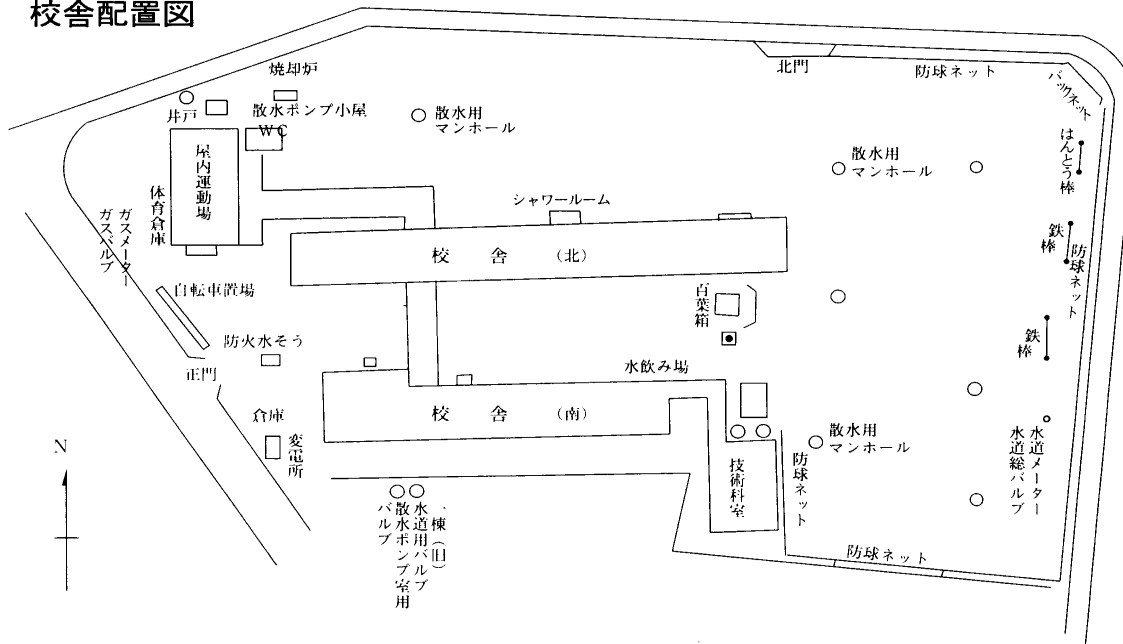 校舎配置図
焼却炉
北門
防球ネット
バックネット
井戸
散水ポンプ小屋
WC
散水用
マンホール
はんとう棒
屋内運動場
散水用
マンホール
体育倉庫
シャワールーム
ガスメーター
ガスバルブ
鉄棒
防球ネット
校舎（北）
自転車置場
百葉箱
防火水そう
鉄棒
正門
水飲み場
倉庫
校舎（南）
変電所
散水用
マンホール
水道メーター
水道総バルブ
N
技術科室
防球ネット
一棟（旧）
水道用バルブ
散水ポンプ室用
バルブ
防球ネット